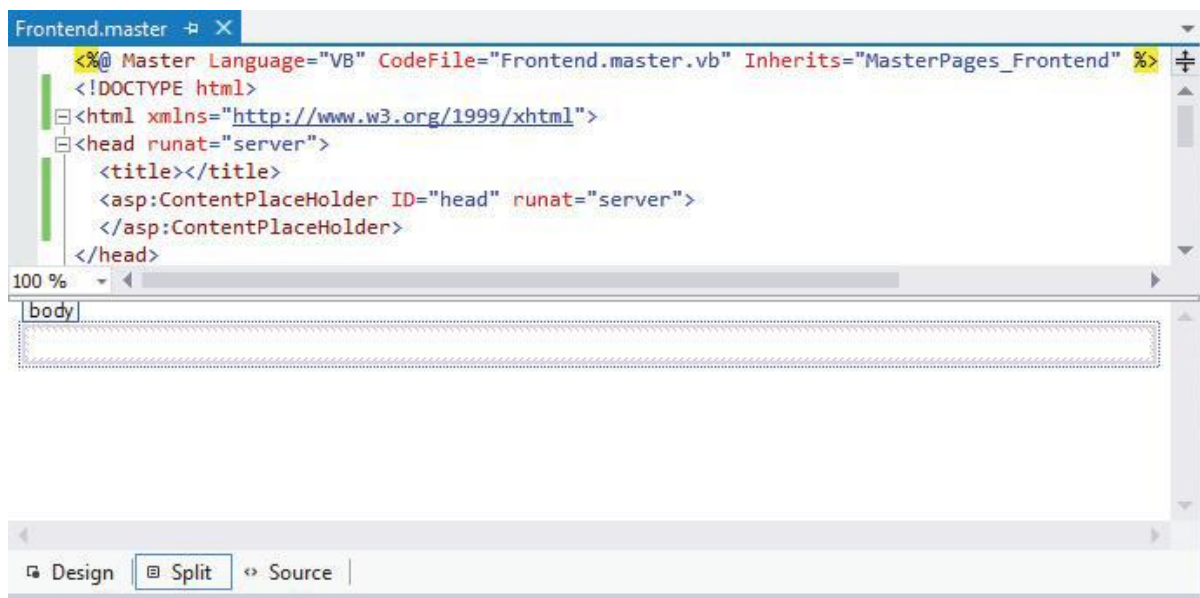 Frontend.master
<%@ Master Language="VB" CodeFile="Frontend.master.vb" Inherits="MasterPages_Frontend" %>
<!DOCTYPE html>
<html xmlns="http://www.w3.org/1999/xhtml">
<head runat="server">
<title></title>
<asp:ContentPlaceHolder ID="head" runat="server">
</asp:ContentPlaceHolder>
</head>
100 %
body
Design Split Source